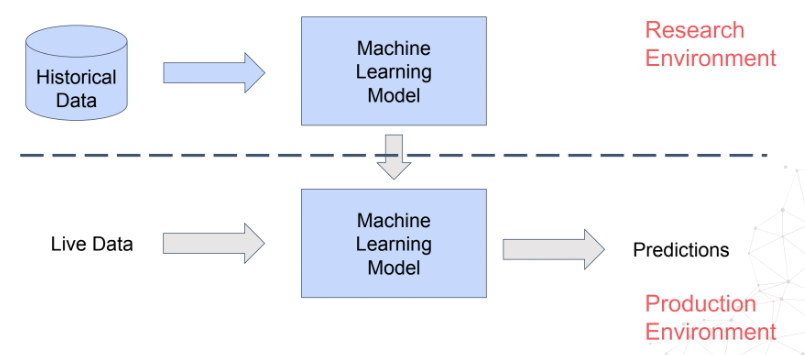 Historical
Data
Machine
Learning
Model
Research
Environment
Live Data
Machine
Learning
Model
Predictions
Production
Environment